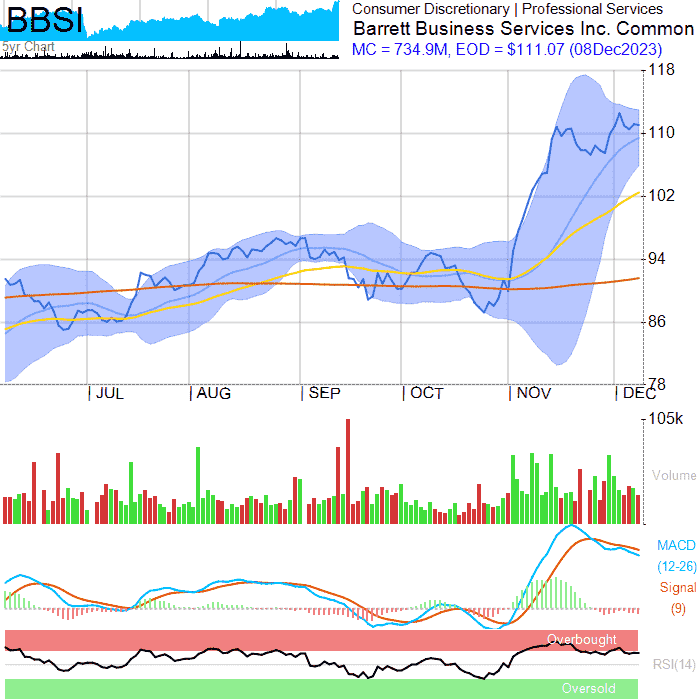 BBSI
5yr Chart
Consumer Discretionary | Professional Services
Barrett Business Services Inc. Common
MC = 734.9M, EOD = $111.07 (08Dec2023)
118
110
102
94
86
78
JUL
AUG
SEP
OCT
NOV
DEC
105k
Volume
MACD
(12-26)
Signal
(9)
Overbought
RSI(14)
Oversold